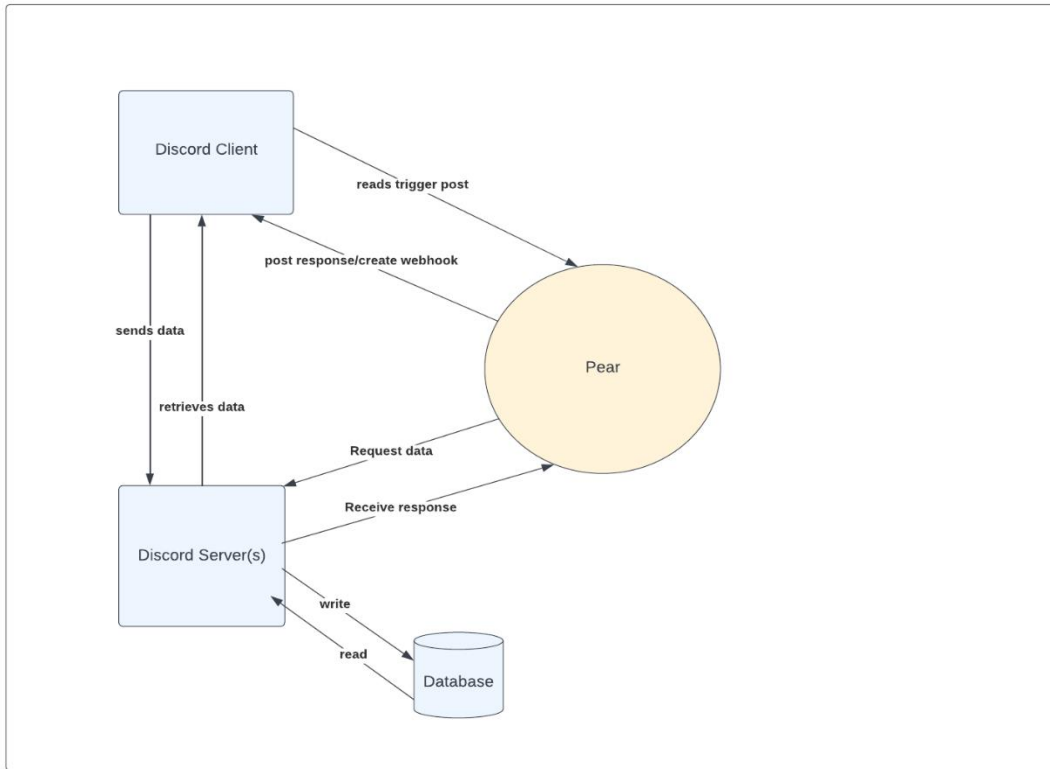 Discord Client
reads trigger post
post response/create webhook
sends data
Pear
retrieves data
Request data
Receive response
Discord Server(s)
write
read
Database